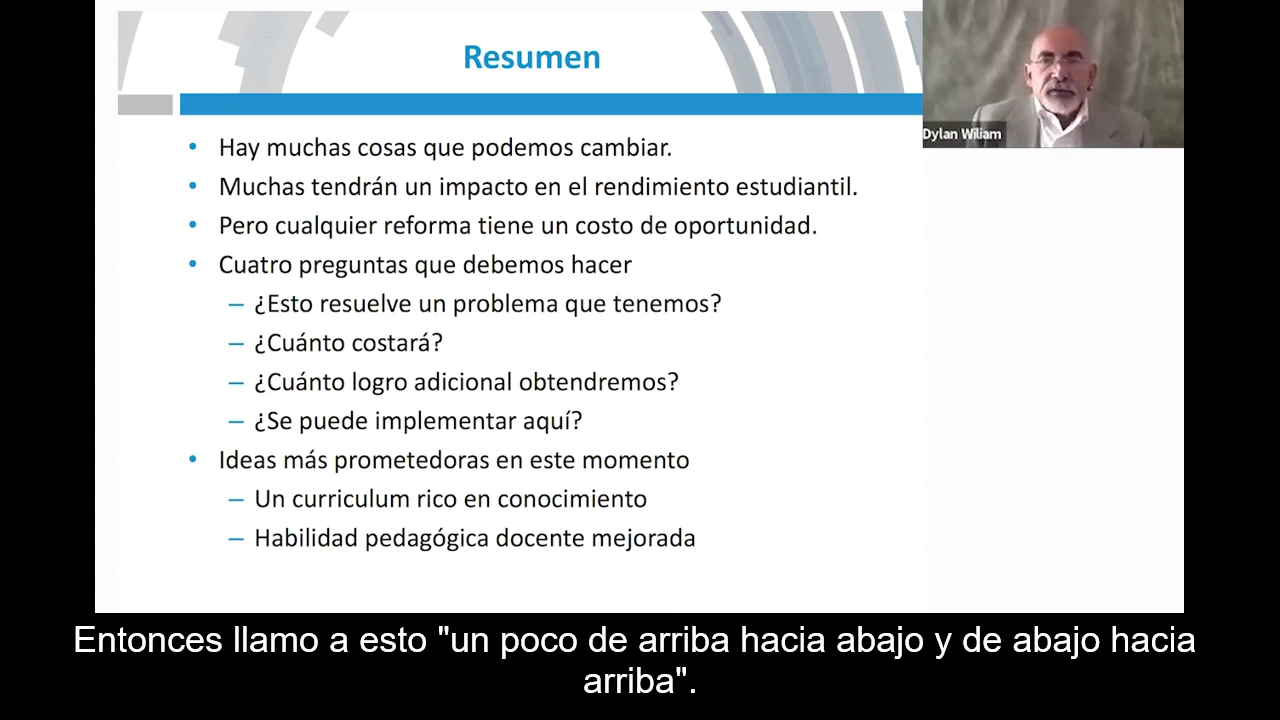 Resumen
Dylan Wiliam
• Hay muchas cosas que podemos cambiar.
• Muchas tendrán un impacto en el rendimiento estudiantil.
• Pero cualquier reforma tiene un costo de oportunidad.
• Cuatro preguntas que debemos hacer
– ¿Esto resuelve un problema que tenemos?
– ¿Cuánto costará?
– ¿Cuánto logro adicional obtendremos?
– ¿Se puede implementar aquí?
• Ideas más prometedoras en este momento
– Un curriculum rico en conocimiento
– Habilidad pedagógica docente mejorada
Entonces llamo a esto "un poco de arriba hacia abajo y de abajo hacia
arriba".